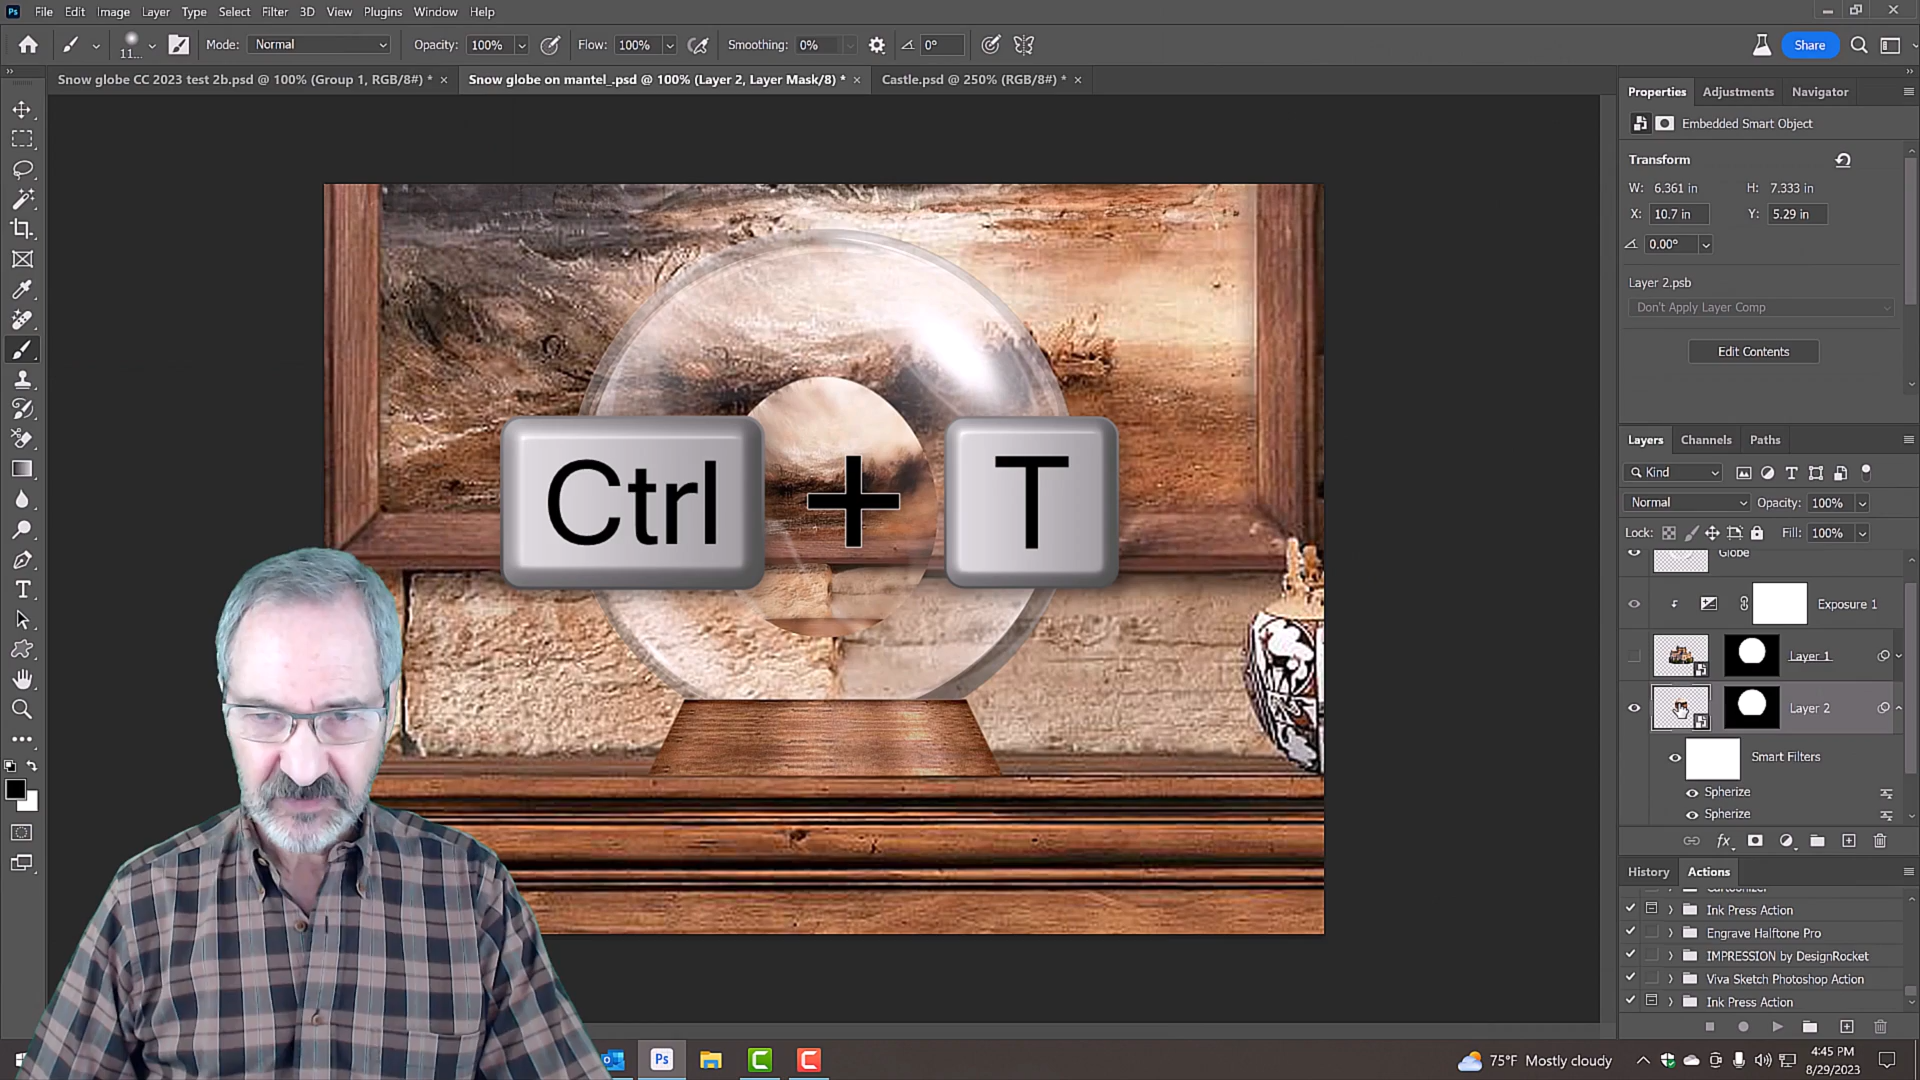 Ps File Edit Image Layer Type Select Filter 3D View Plugins Window Help
11... Mode: Normal Opacity: 100% Flow: 100% Smoothing: 0% 0° Share
Snow globe CC 2023 test 2b.psd @ 100% (Group 1, RGB/8#) * × Snow globe on mantel_.psd @ 100% (Layer 2, Layer Mask/8) * × Castle.psd @ 250% (RGB/8#) * ×
Properties Adjustments Navigator
Embedded Smart Object
Transform
W: 6.361 in H: 7.333 in
X: 10.7 in Y: 5.29 in
0.00°
Layer 2.psb
Don't Apply Layer Comp
Edit Contents
Ctrl + T
Layers Channels Paths
Kind
Normal Opacity: 100%
Lock: Fill: 100%
Globe
Exposure 1
Layer 1
Layer 2
Smart Filters
Spherize
Spherize
fx
History Actions
Cartoonizer
Ink Press Action
Engrave Halftone Pro
IMPRESSION by DesignRocket
Viva Sketch Photoshop Action
Ink Press Action
Ps
75°F Mostly cloudy
4:45 PM
8/29/2023